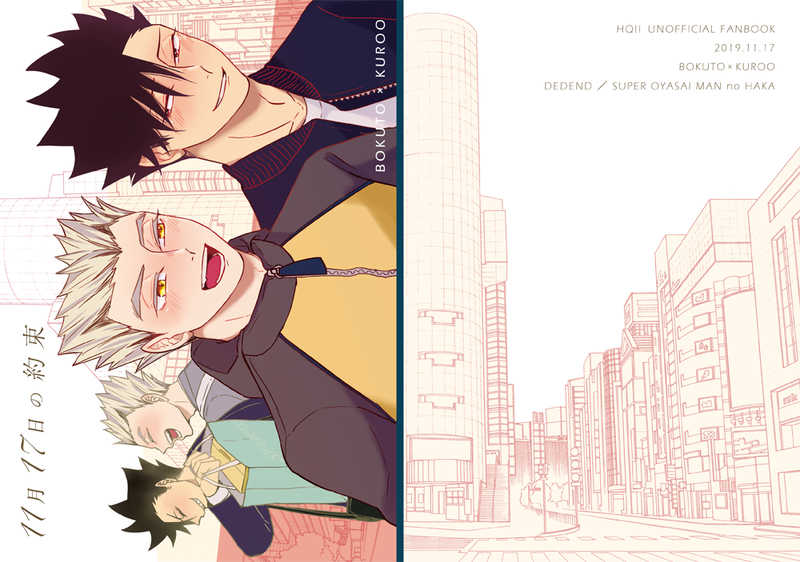 11月17日の約束
BOKUTO × KUROO
HQ!! UNOFFICIAL FANBOOK
2019.11.17
BOKUTO × KUROO
DEDEND / SUPER OYASAI MAN no HAKA